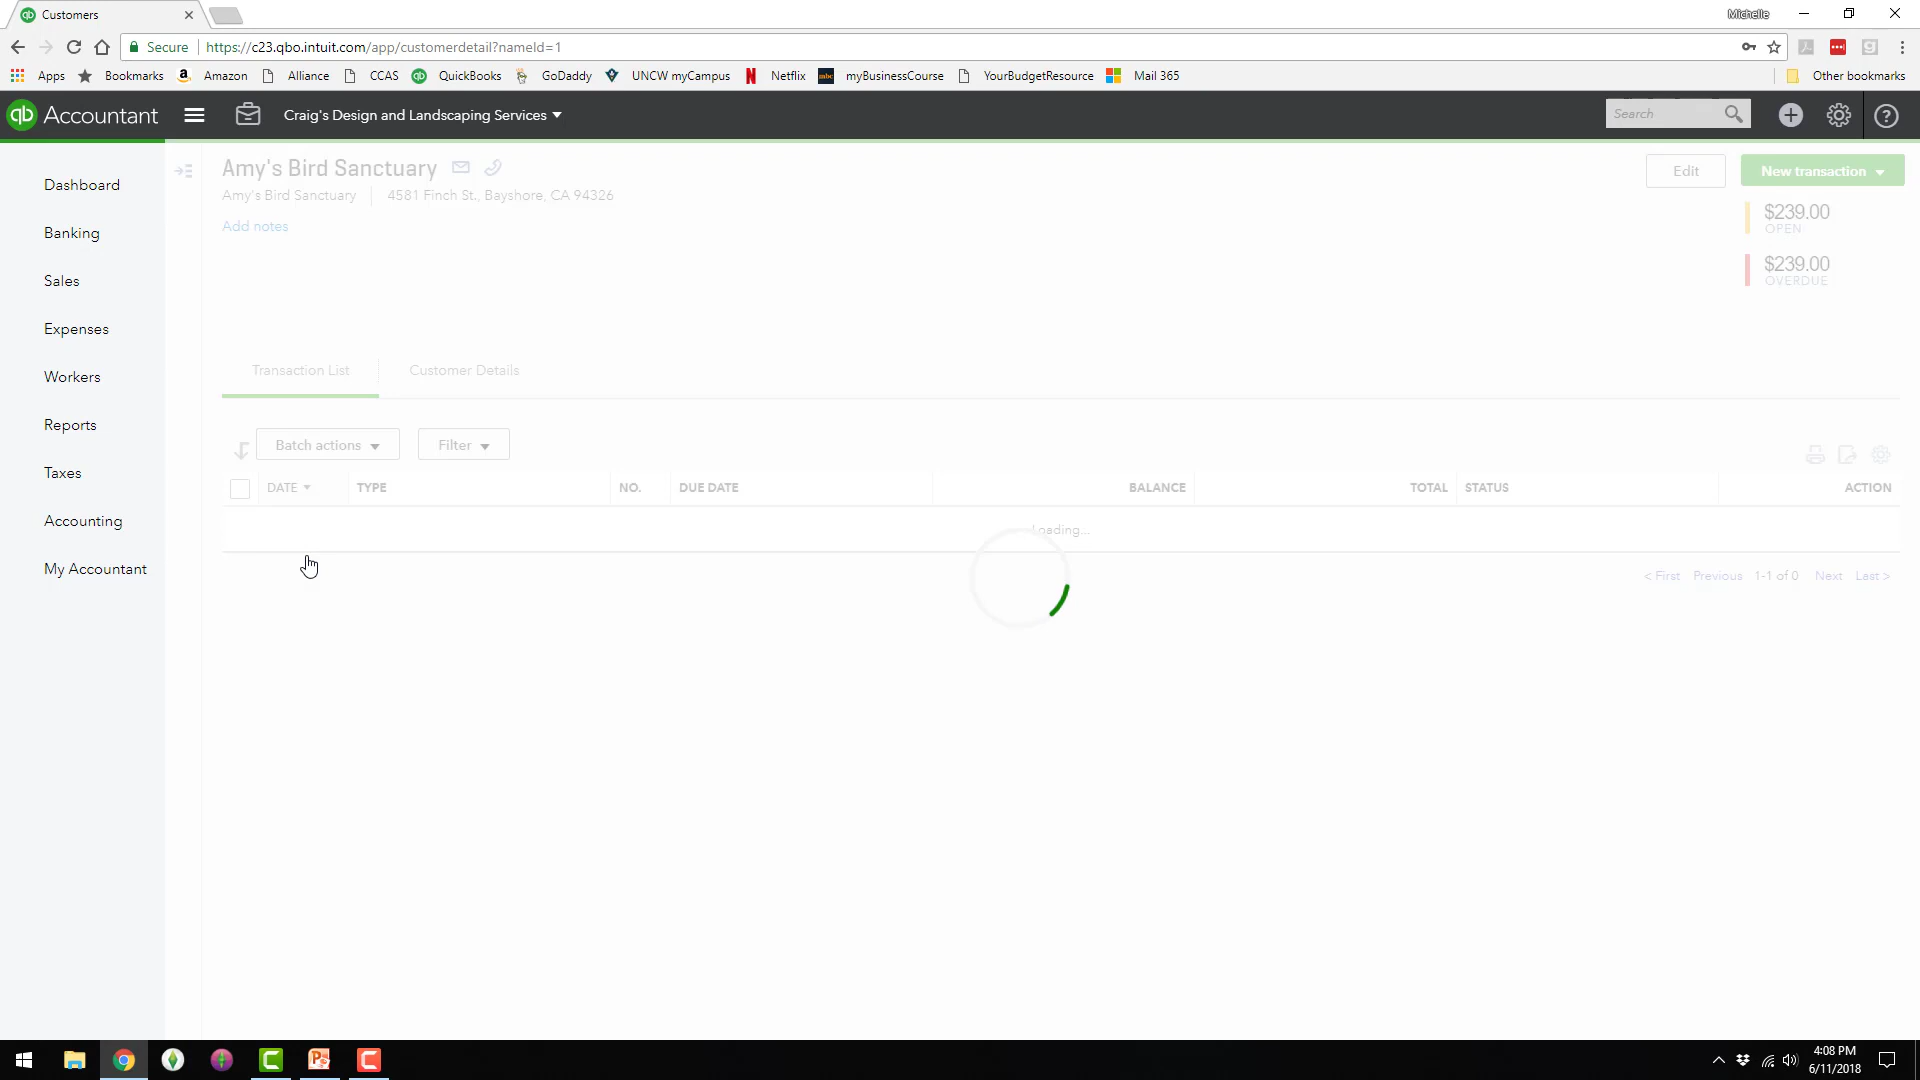 Customers
Michelle
Secure https://c23.qbo.intuit.com/app/customerdetail?nameId=1
Apps Bookmarks Amazon Alliance CCAS QuickBooks GoDaddy UNCW myCampus Netflix myBusinessCourse YourBudgetResource Mail 365 Other bookmarks
qb Accountant Craig's Design and Landscaping Services Search
Dashboard
Banking
Sales
Expenses
Workers
Reports
Taxes
Accounting
My Accountant
Amy's Bird Sanctuary
Edit New transaction
Amy's Bird Sanctuary 4581 Finch St., Bayshore, CA 94326
Add notes
$239.00
OPEN
$239.00
OVERDUE
Transaction List Customer Details
Batch actions Filter
DATE TYPE NO. DUE DATE BALANCE TOTAL STATUS ACTION
Loading...
< First Previous 1-1 of 0 Next Last >
4:08 PM
6/11/2018